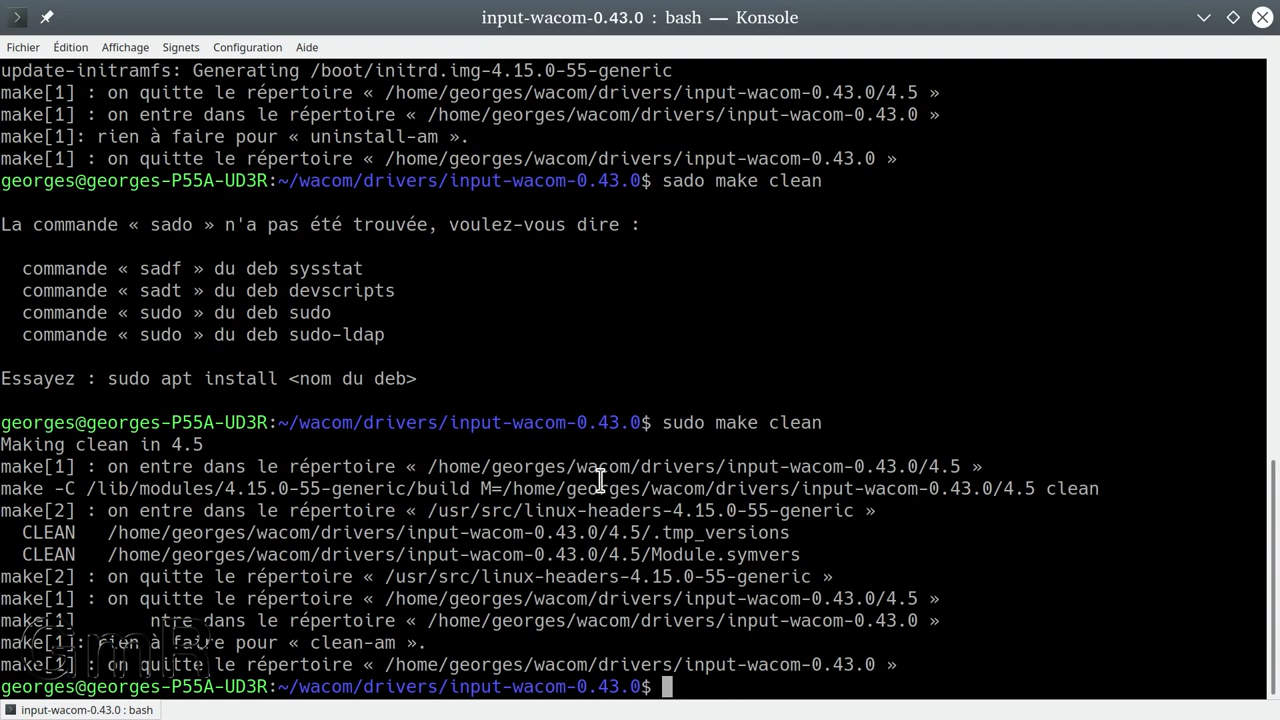 input-wacom-0.43.0 : bash — Konsole
Fichier Édition Affichage Signets Configuration Aide
update-initramfs: Generating /boot/initrd.img-4.15.0-55-generic
make[1] : on quitte le répertoire « /home/georges/wacom/drivers/input-wacom-0.43.0/4.5 »
make[1] : on entre dans le répertoire « /home/georges/wacom/drivers/input-wacom-0.43.0 »
make[1]: rien à faire pour « uninstall-am ».
make[1] : on quitte le répertoire « /home/georges/wacom/drivers/input-wacom-0.43.0 »
georges@georges-P55A-UD3R:~/wacom/drivers/input-wacom-0.43.0$ sado make clean
La commande « sado » n'a pas été trouvée, voulez-vous dire :
commande « sadf » du deb sysstat
commande « sadt » du deb devscripts
commande « sudo » du deb sudo
commande « sudo » du deb sudo-ldap
Essayez : sudo apt install <nom du deb>
georges@georges-P55A-UD3R:~/wacom/drivers/input-wacom-0.43.0$ sudo make clean
Making clean in 4.5
make[1] : on entre dans le répertoire « /home/georges/wacom/drivers/input-wacom-0.43.0/4.5 »
make -C /lib/modules/4.15.0-55-generic/build M=/home/georges/wacom/drivers/input-wacom-0.43.0/4.5 clean
make[2] : on entre dans le répertoire « /usr/src/linux-headers-4.15.0-55-generic »
CLEAN /home/georges/wacom/drivers/input-wacom-0.43.0/4.5/.tmp_versions
CLEAN /home/georges/wacom/drivers/input-wacom-0.43.0/4.5/Module.symvers
make[2] : on quitte le répertoire « /usr/src/linux-headers-4.15.0-55-generic »
make[1] : on quitte le répertoire « /home/georges/wacom/drivers/input-wacom-0.43.0/4.5 »
make[1] ntre dans le répertoire « /home/georges/wacom/drivers/input-wacom-0.43.0 »
make[1]: rien à faire pour « clean-am ».
make[1] : on quitte le répertoire « /home/georges/wacom/drivers/input-wacom-0.43.0 »
GmR
georges@georges-P55A-UD3R:~/wacom/drivers/input-wacom-0.43.0$
input-wacom-0.43.0 : bash